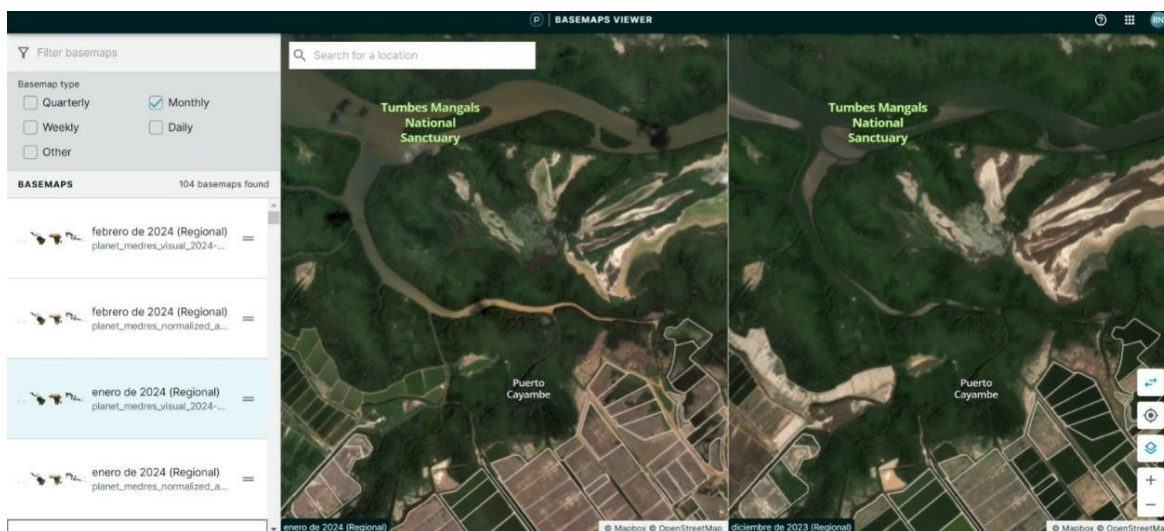 BASEMAPS VIEWER
RN
Filter basemaps
Search for a location
Basemap type
Quarterly
Monthly
Weekly
Daily
Other
BASEMAPS
104 basemaps found
febrero de 2024 (Regional)
planet_medres_visual_2024-...
febrero de 2024 (Regional)
planet_medres_normalized_a...
enero de 2024 (Regional)
planet_medres_visual_2024-...
enero de 2024 (Regional)
planet_medres_normalized_a...
Tumbes Mangals
National
Sanctuary
Puerto
Cayambe
enero de 2024 (Regional)
© Mapbox © OpenStreetMap
Tumbes Mangals
National
Sanctuary
Puerto
Cayambe
diciembre de 2023 (Regional)
© Mapbox © OpenStreetMap